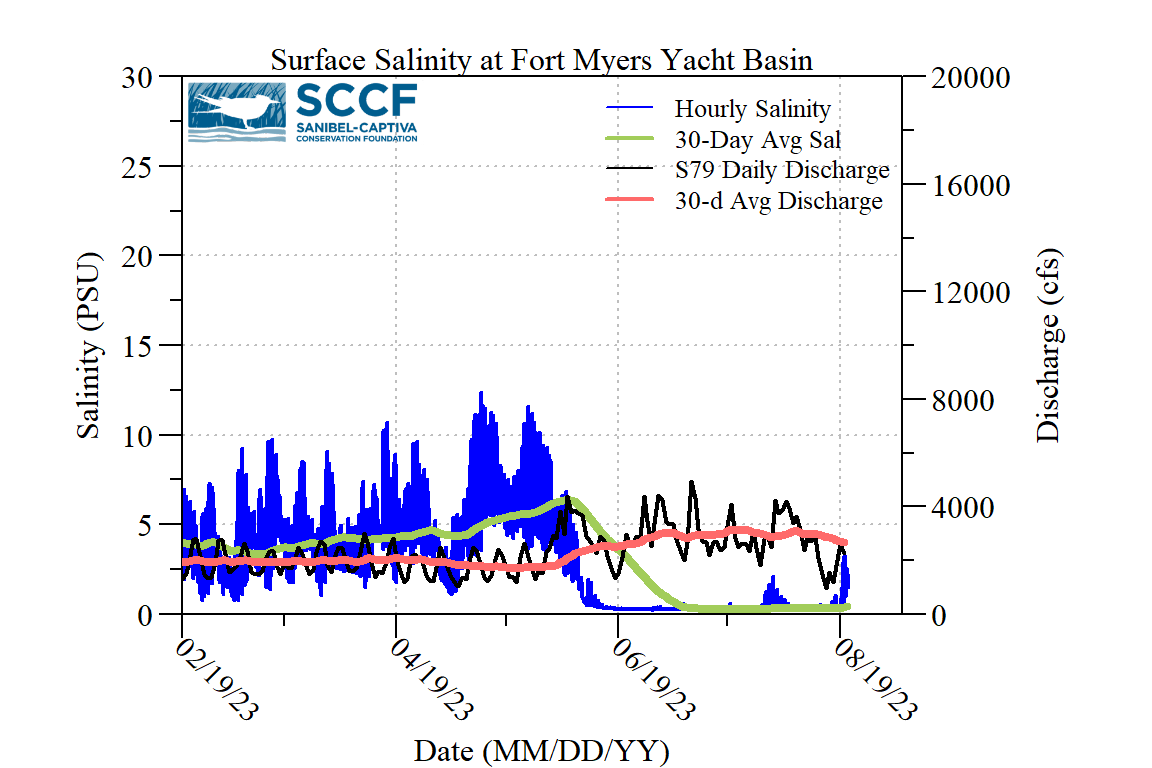 Surface Salinity at Fort Myers Yacht Basin
SCCF
SANIBEL-CAPTIVA
CONSERVATION FOUNDATION
Hourly Salinity
30-Day Avg Sal
S79 Daily Discharge
30-d Avg Discharge
Salinity (PSU)
30
25
20
15
10
5
0
20000
16000
12000
8000
4000
0
Discharge (cfs)
02/19/23
04/19/23
06/19/23
08/19/23
Date (MM/DD/YY)